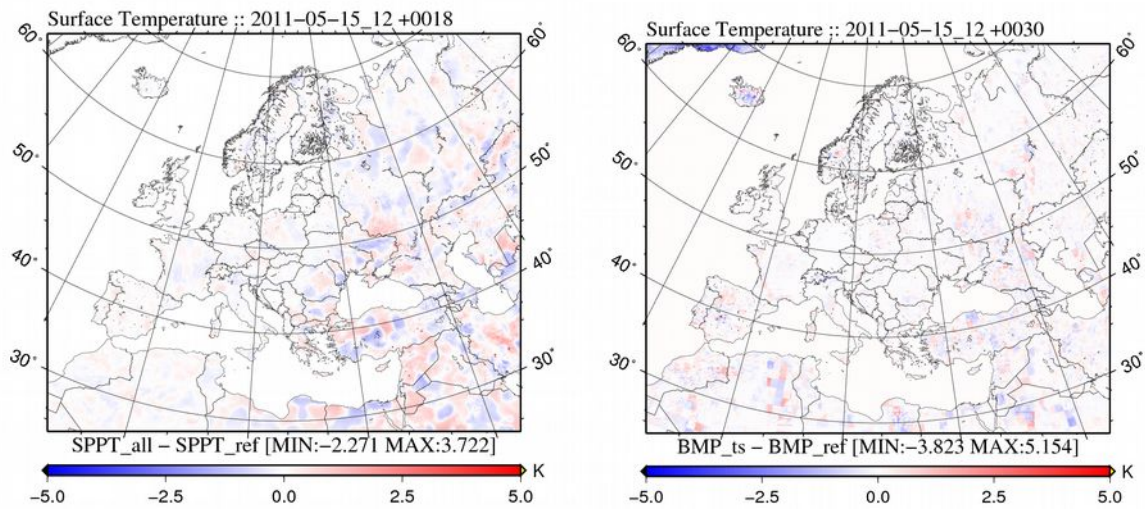 Surface Temperature :: 2011−05−15_12 +0018
60° 60°
50° 50°
40° 40°
30° 30°
SPPT_all − SPPT_ref [MIN:−2.271 MAX:3.722]
K
−5.0 −2.5 0.0 2.5 5.0
Surface Temperature :: 2011−05−15_12 +0030
60° 60°
50° 50°
40° 40°
30° 30°
BMP_ts − BMP_ref [MIN:−3.823 MAX:5.154]
K
−5.0 −2.5 0.0 2.5 5.0